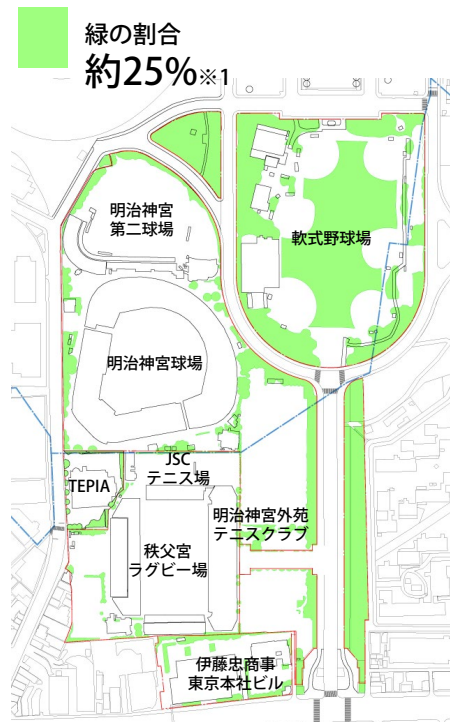 緑の割合
約25%※1
明治神宮
第二球場
軟式野球場
明治神宮球場
JSC
テニス場
TEPIA
明治神宮外苑
テニスクラブ
秩父宮
ラグビー場
伊藤忠商事
東京本社ビル